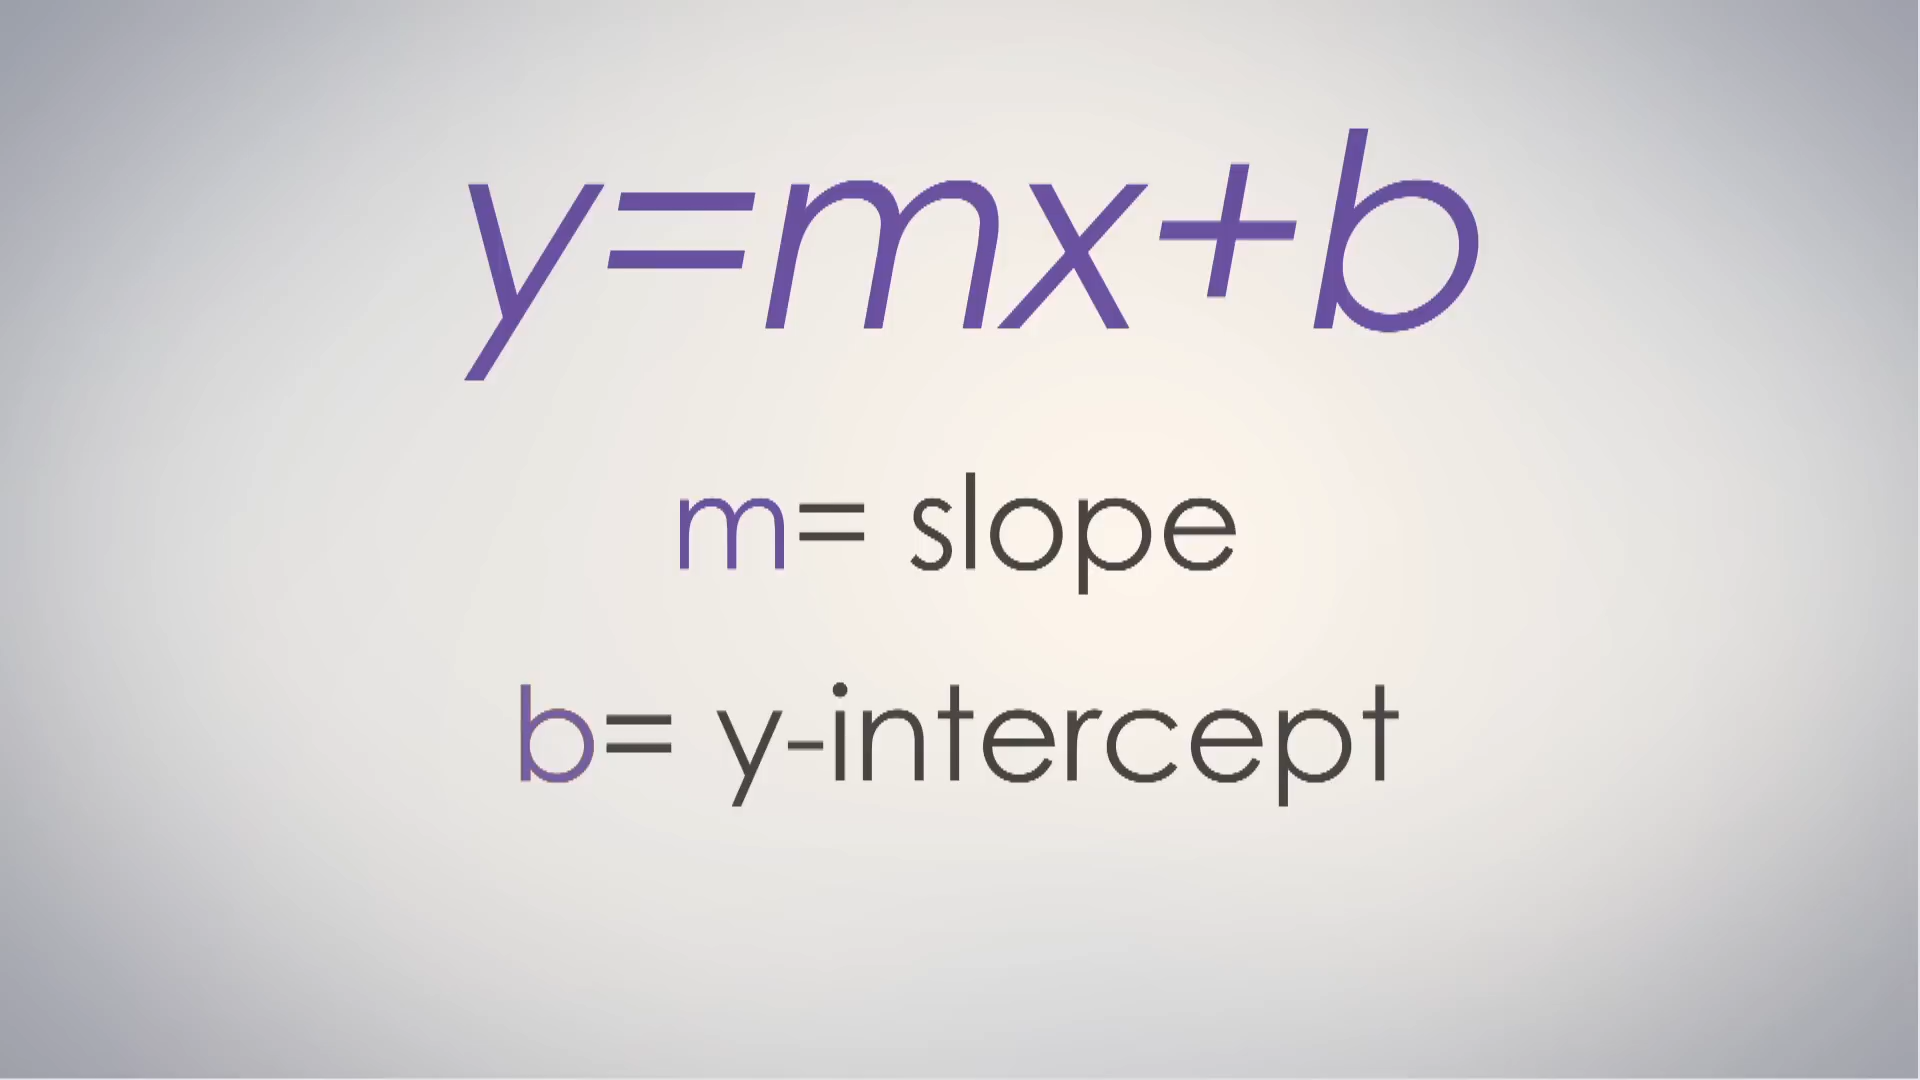 y=mx+b
m= slope
b= y-intercept